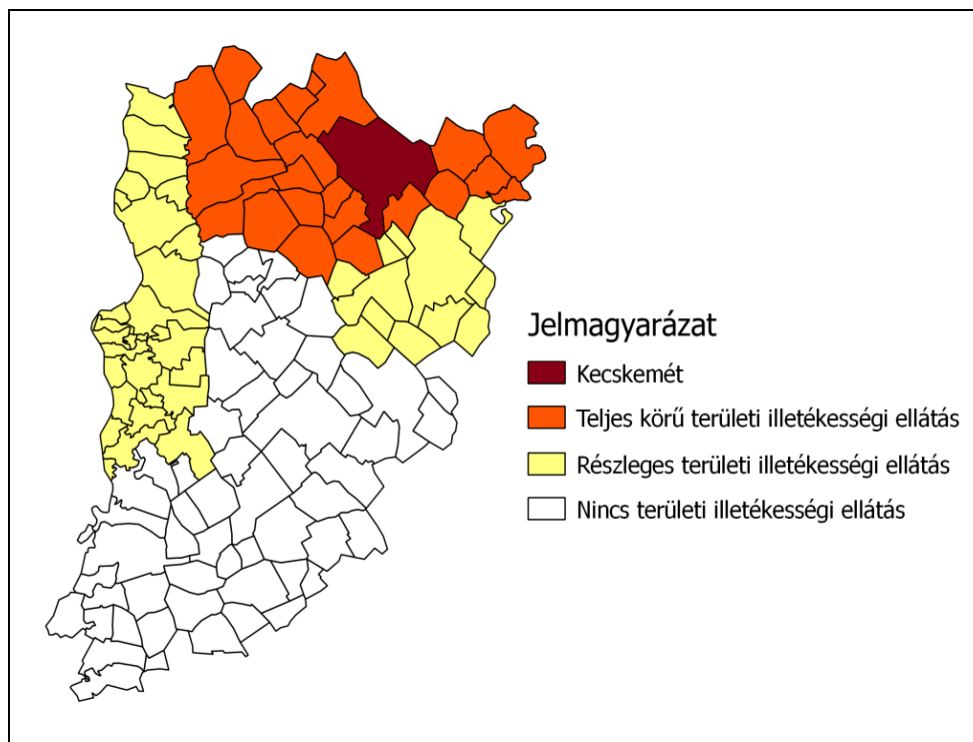 Jelmagyarázat
Kecskemét
Teljes körű területi illetékességi ellátás
Részleges területi illetékességi ellátás
Nincs területi illetékességi ellátás